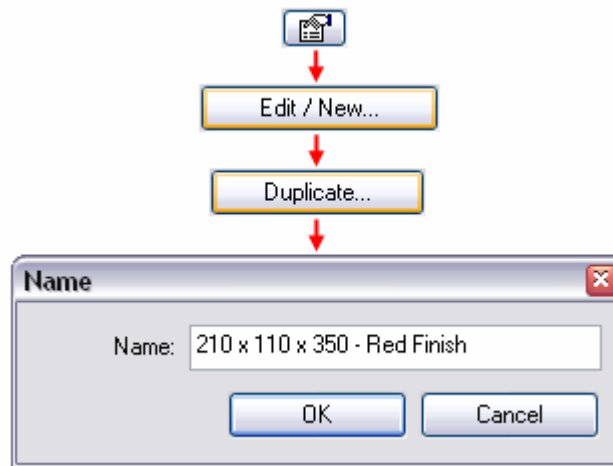 Edit / New...
Duplicate...
Name
Name: 210 x 110 x 350 - Red Finish
OK Cancel